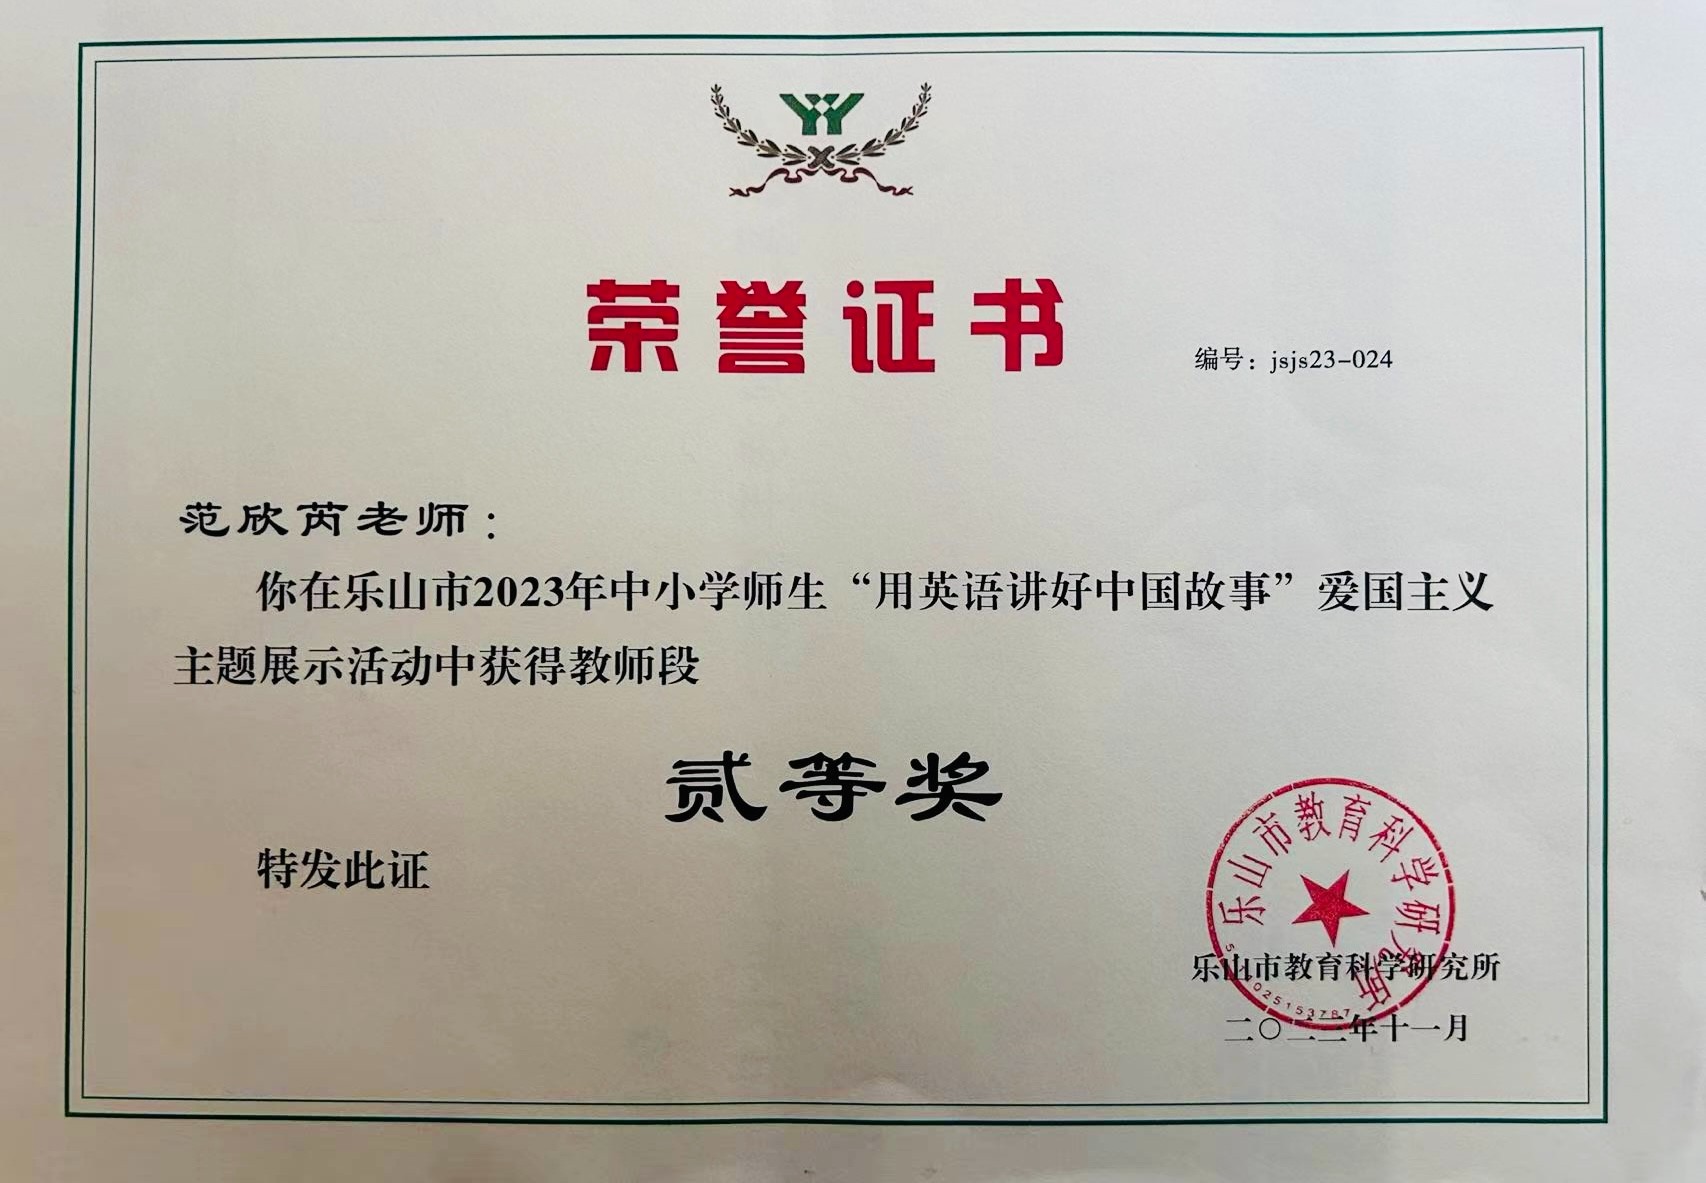 荣誉证书
编号：jsjs23-024
范欣芮老师：
你在乐山市2023年中小学师生“用英语讲好中国故事”爱国主义
主题展示活动中获得教师段
贰等奖
特发此证
乐山市教育科学研究所
乐山市教育科学研究所
二〇二三年十一月